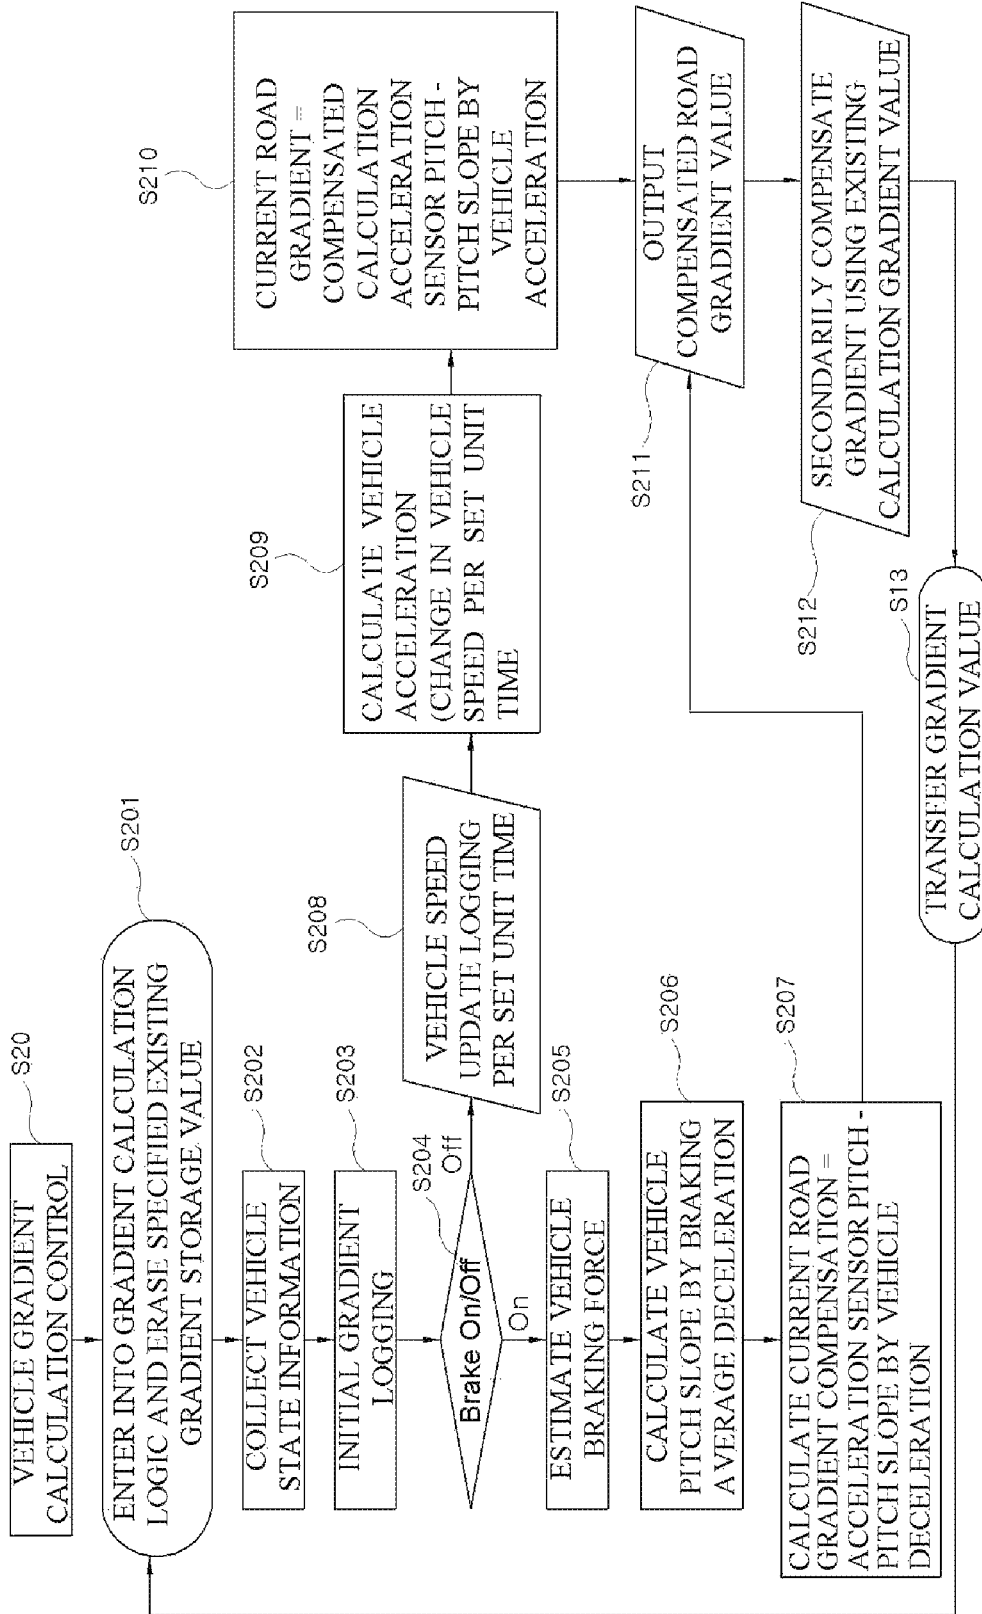 S20
VEHICLE GRADIENT
CALCULATION CONTROL
S201
ENTER INTO GRADIENT CALCULATION
LOGIC AND ERASE SPECIFIED EXISTING
GRADIENT STORAGE VALUE
S202
COLLECT VEHICLE
STATE INFORMATION
S203
INITIAL GRADIENT
LOGGING
S204
Brake On/Off
Off
On
S205
ESTIMATE VEHICLE
BRAKING FORCE
S206
CALCULATE VEHICLE
PITCH SLOPE BY BRAKING
AVERAGE DECELERATION
S207
CALCULATE CURRENT ROAD
GRADIENT COMPENSATION =
ACCELERATION SENSOR PITCH -
PITCH SLOPE BY VEHICLE
DECELERATION
S208
VEHICLE SPEED
UPDATE LOGGING
PER SET UNIT TIME
S209
CALCULATE VEHICLE
ACCELERATION
(CHANGE IN VEHICLE
SPEED PER SET UNIT
TIME
S210
CURRENT ROAD
GRADIENT =
COMPENSATED
CALCULATION
ACCELERATION
SENSOR PITCH -
PITCH SLOPE BY
VEHICLE
ACCELERATION
S211
OUTPUT
COMPENSATED ROAD
GRADIENT VALUE
S212
SECONDARILY COMPENSATE
GRADIENT USING EXISTING
CALCULATION GRADIENT VALUE
S13
TRANSFER GRADIENT
CALCULATION VALUE